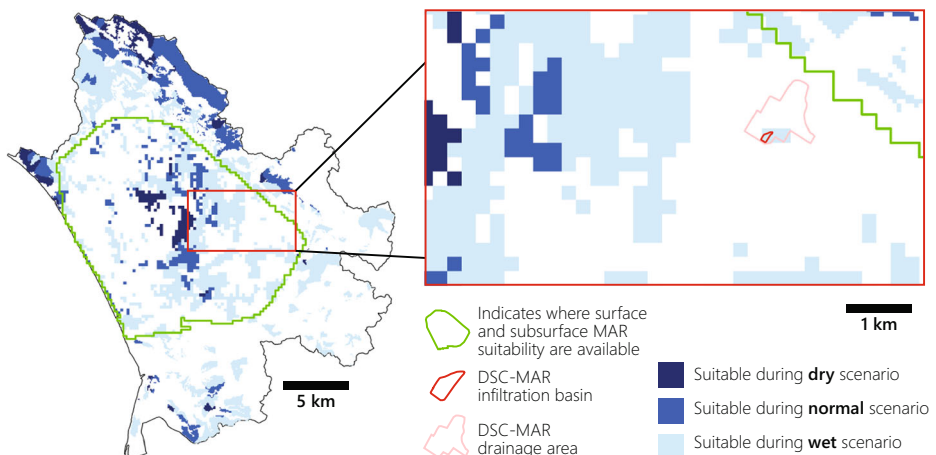 5 km
1 km
Indicates where surface
and subsurface MAR
suitability are available
DSC-MAR
infiltration basin
DSC-MAR
drainage area
Suitable during dry scenario
Suitable during normal scenario
Suitable during wet scenario